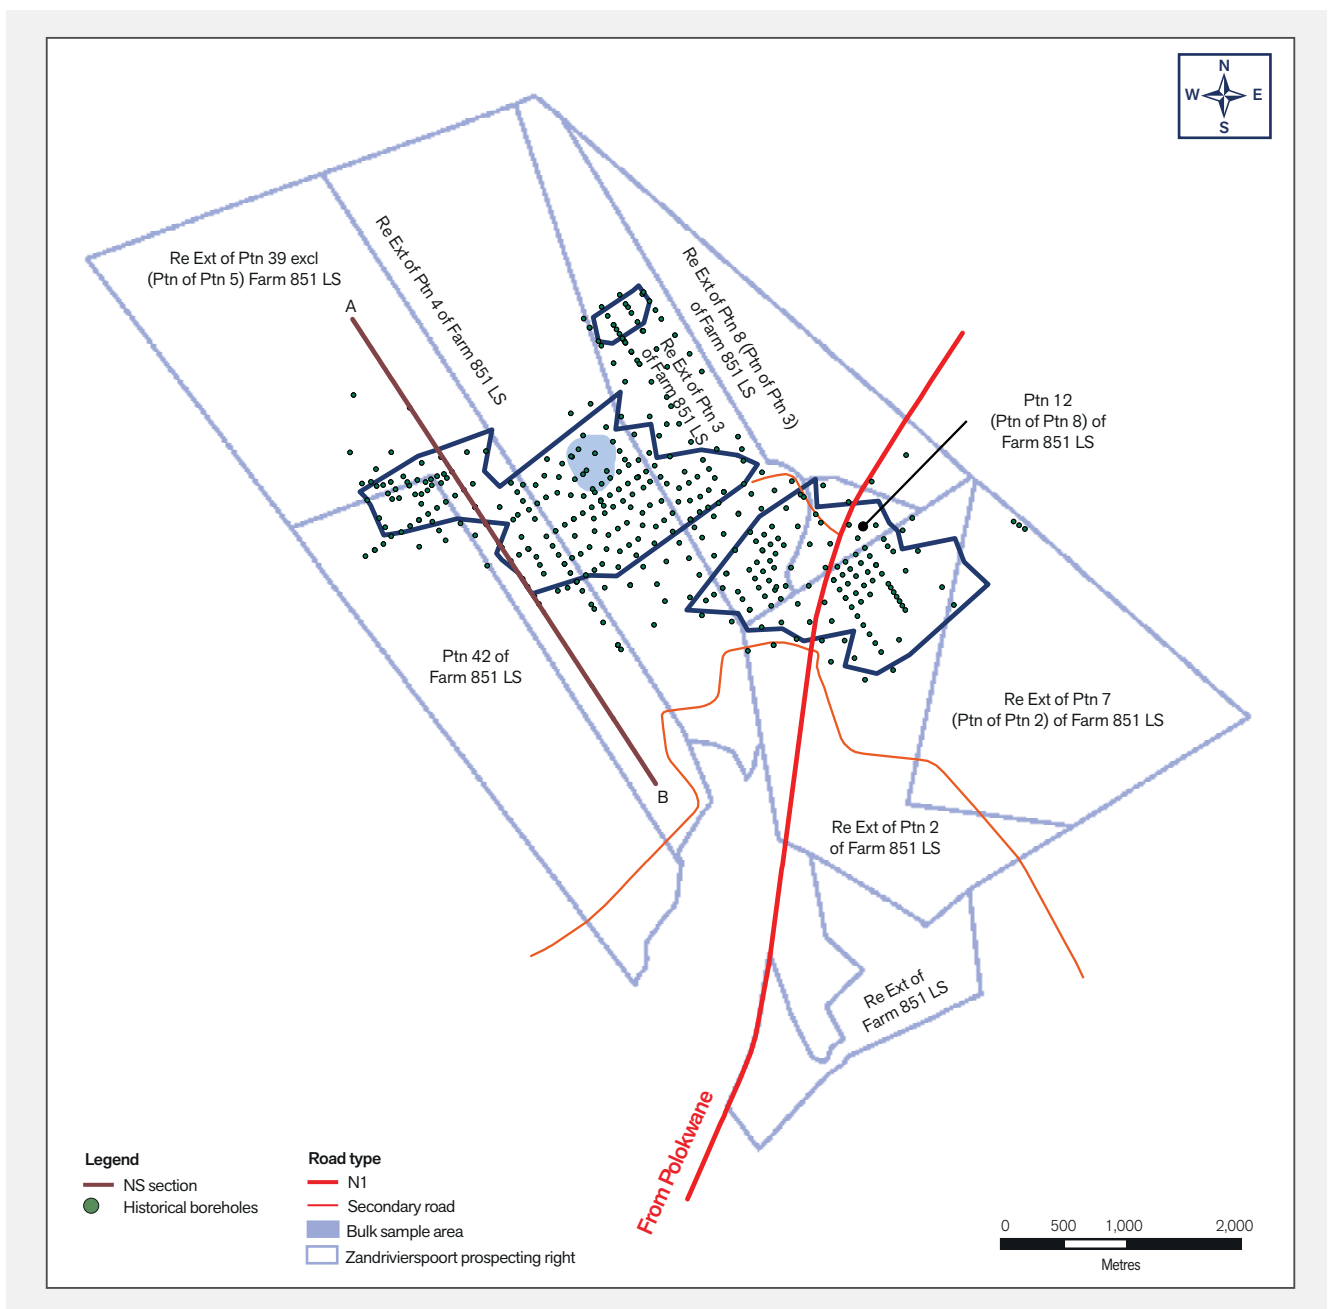 N
W E
S
Re Ext of Ptn 39 excl
(Ptn of Ptn 5) Farm 851 LS
A
Re Ext of Ptn 4 of Farm 851 LS
Re Ext of Ptn 8 (Ptn of Ptn 3)
of Farm 851 LS
Re Ext of Ptn 3
of Farm 851 LS
Ptn 12
(Ptn of Ptn 8) of
Farm 851 LS
Ptn 42 of
Farm 851 LS
Re Ext of Ptn 7
(Ptn of Ptn 2) of Farm 851 LS
B
Re Ext of Ptn 2
of Farm 851 LS
Re Ext of
Farm 851 LS
From Polokwane
Legend
NS section
Historical boreholes
Road type
N1
Secondary road
Bulk sample area
Zandrivierspoort prospecting right
0 500 1,000 2,000
Metres